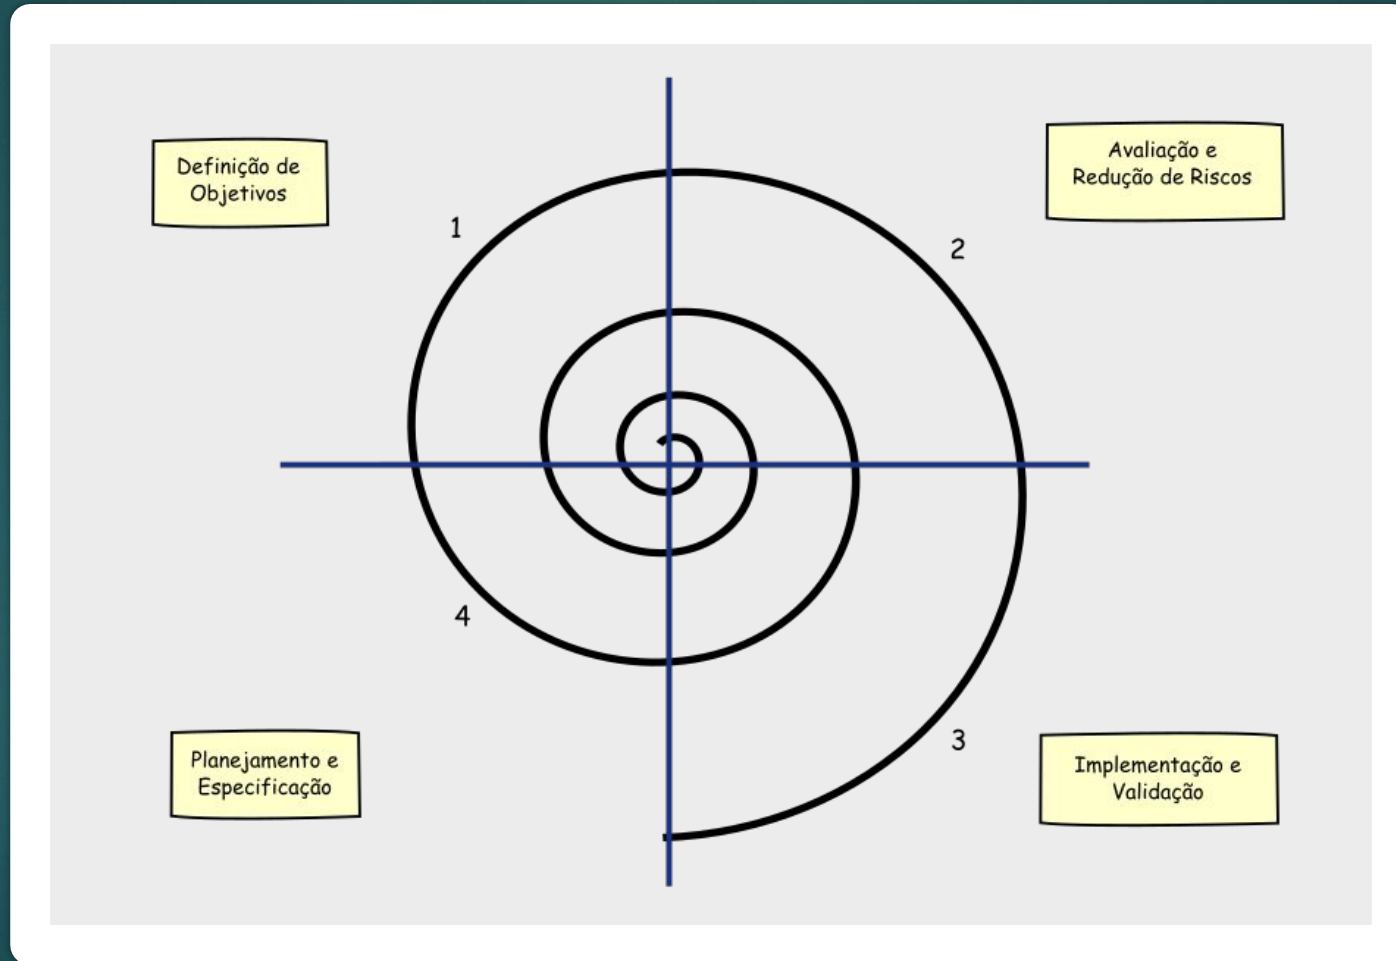 Definição de
Objetivos
Avaliação e
Redução de Riscos
1
2
4
3
Planejamento e
Especificação
Implementação e
Validação